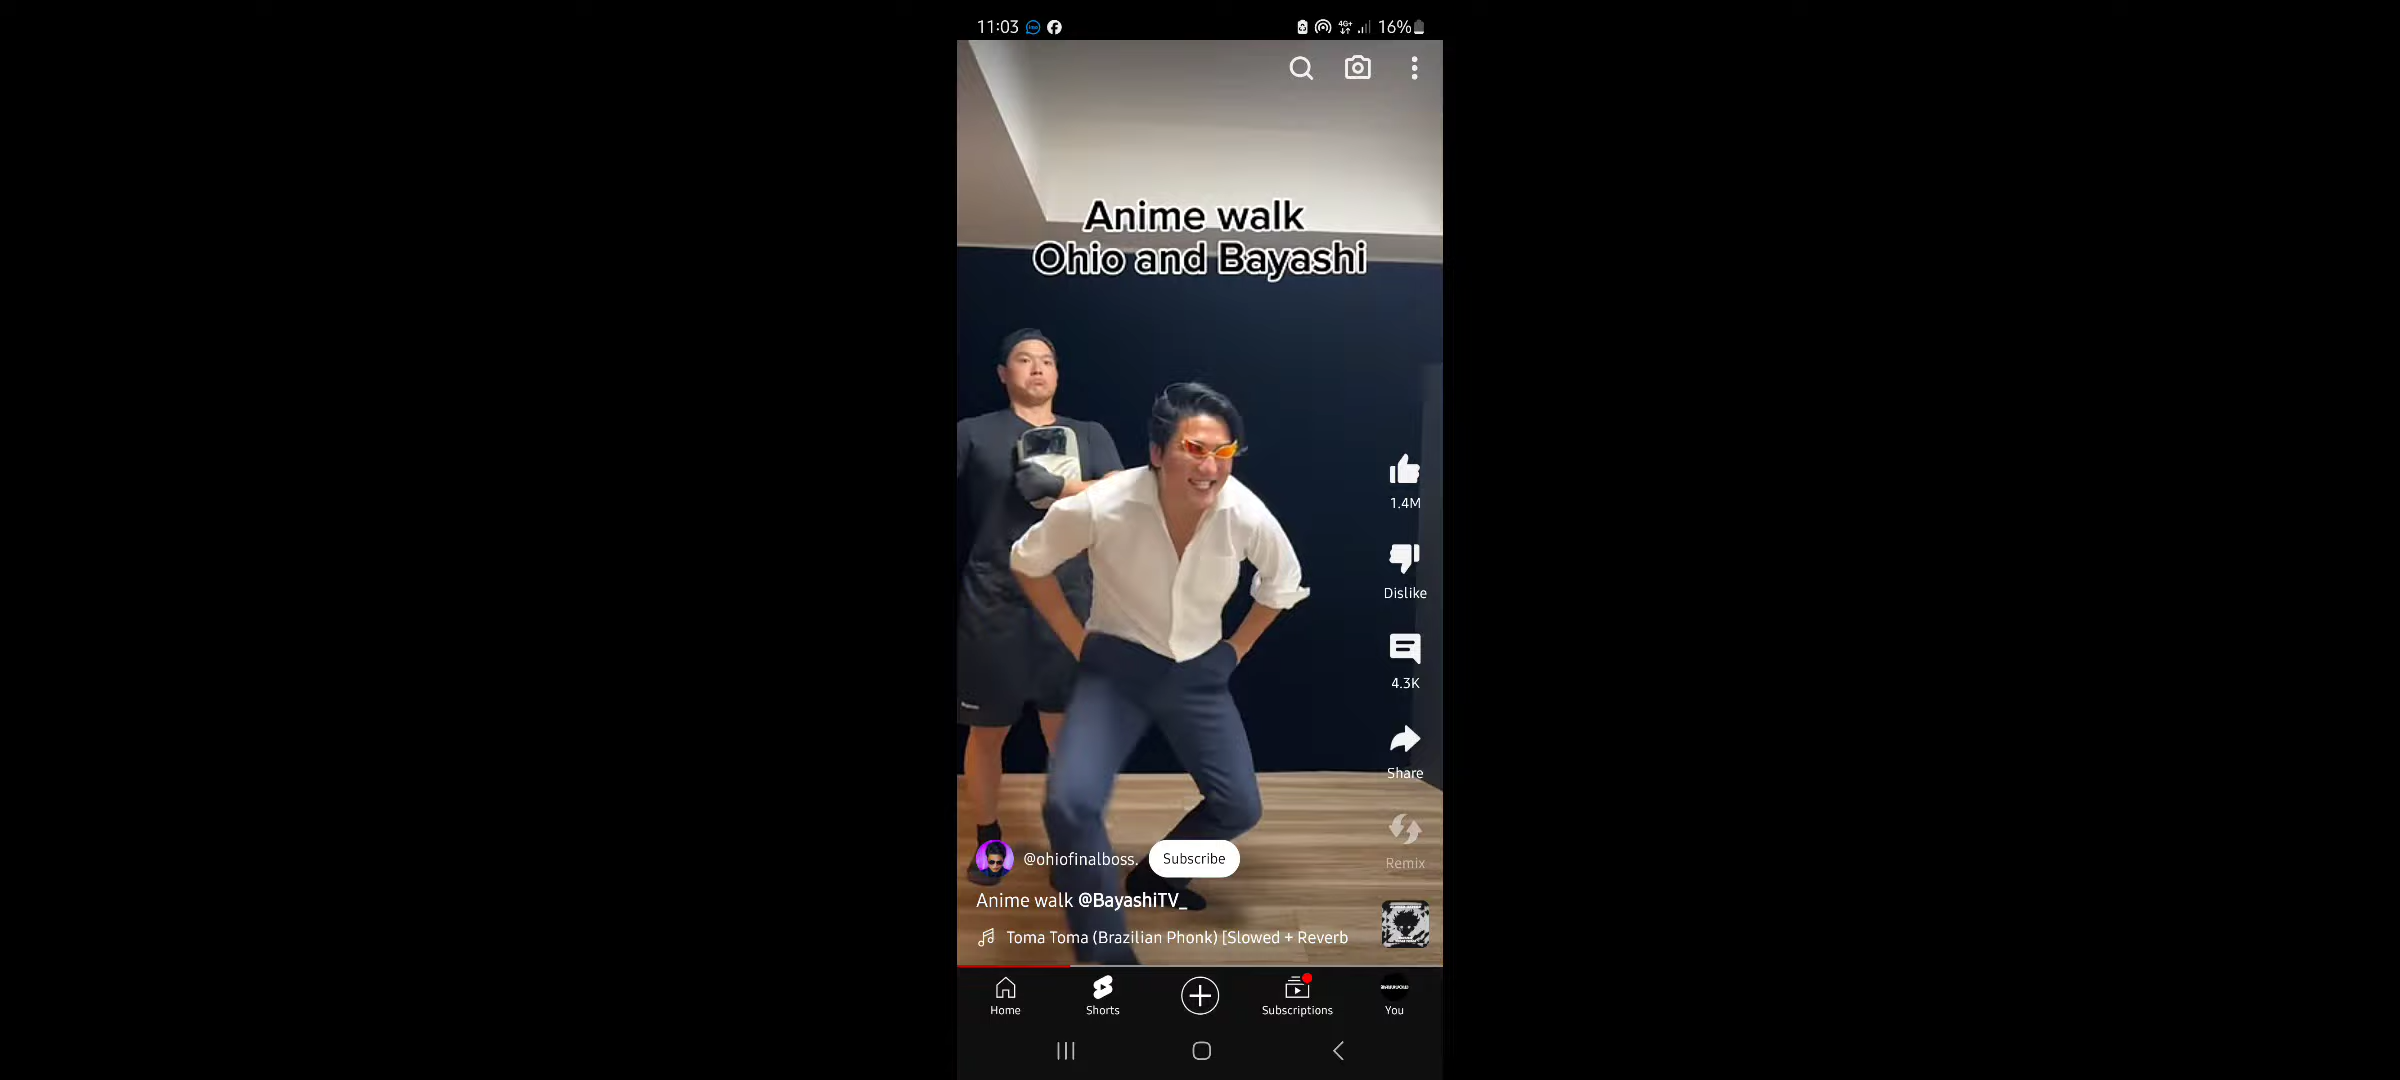 11:03
4G+
16%
Anime walk
Ohio and Bayashi
1.4M
Dislike
4.3K
Share
Remix
@ohiofinalboss.
Subscribe
Anime walk @BayashiTV_
Toma Toma (Brazilian Phonk) [Slowed + Reverb
Home
Shorts
Subscriptions
You